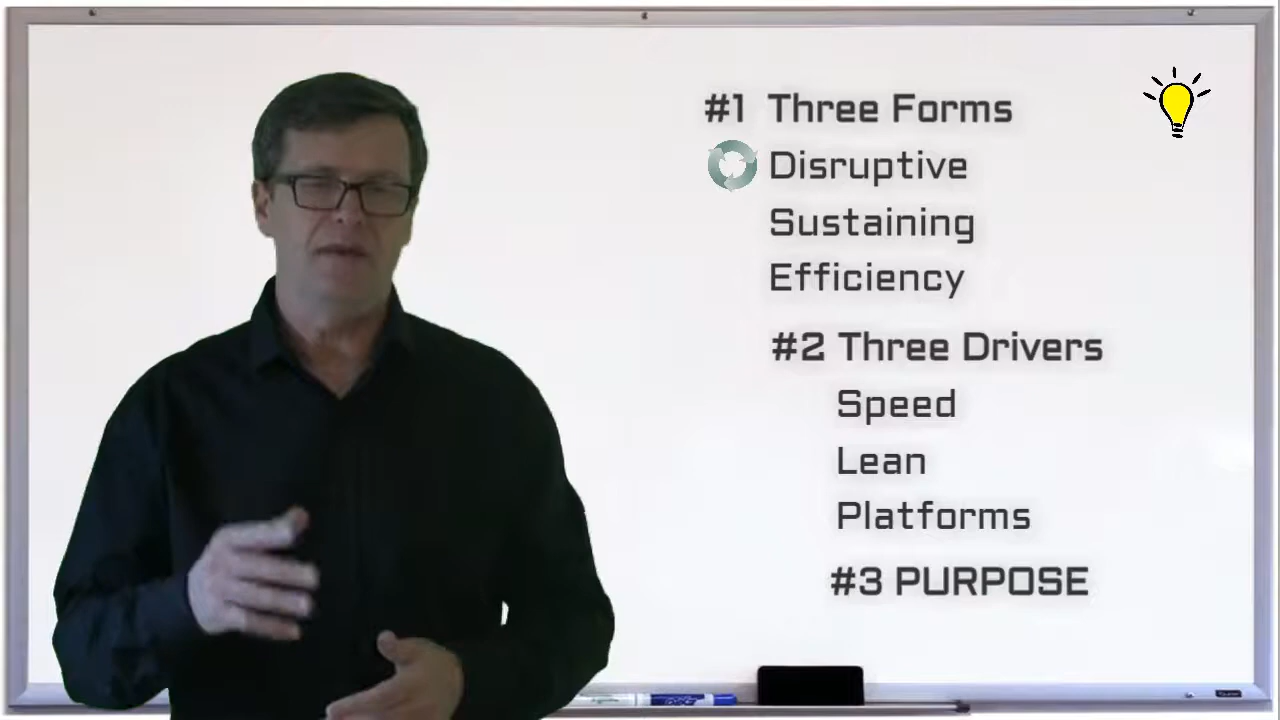 #1 Three Forms
Disruptive
Sustaining
Efficiency
#2 Three Drivers
Speed
Lean
Platforms
#3 PURPOSE